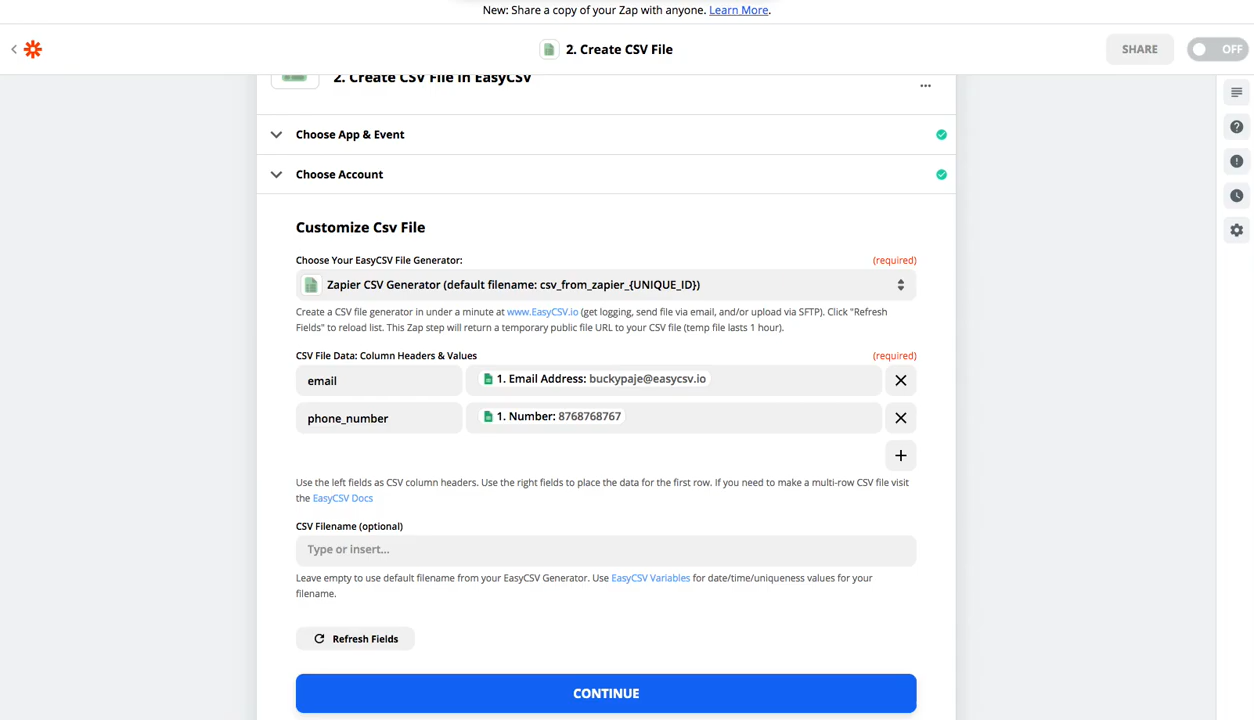 New: Share a copy of your Zap with anyone. Learn More.
2. Create CSV File
SHARE
OFF
2. Create CSV File in EasyCSV
...
Choose App & Event
Choose Account
Customize Csv File
Choose Your EasyCSV File Generator:
(required)
Zapier CSV Generator (default filename: csv_from_zapier_{UNIQUE_ID})
Create a CSV file generator in under a minute at www.EasyCSV.io (get logging, send file via email, and/or upload via SFTP). Click "Refresh
Fields" to reload list. This Zap step will return a temporary public file URL to your CSV file (temp file lasts 1 hour).
CSV File Data: Column Headers & Values
(required)
email
1. Email Address: buckypaje@easycsv.io
phone_number
1. Number: 8768768767
Use the left fields as CSV column headers. Use the right fields to place the data for the first row. If you need to make a multi-row CSV file visit
the EasyCSV Docs
CSV Filename (optional)
Type or insert...
Leave empty to use default filename from your EasyCSV Generator. Use EasyCSV Variables for date/time/uniqueness values for your
filename.
Refresh Fields
CONTINUE